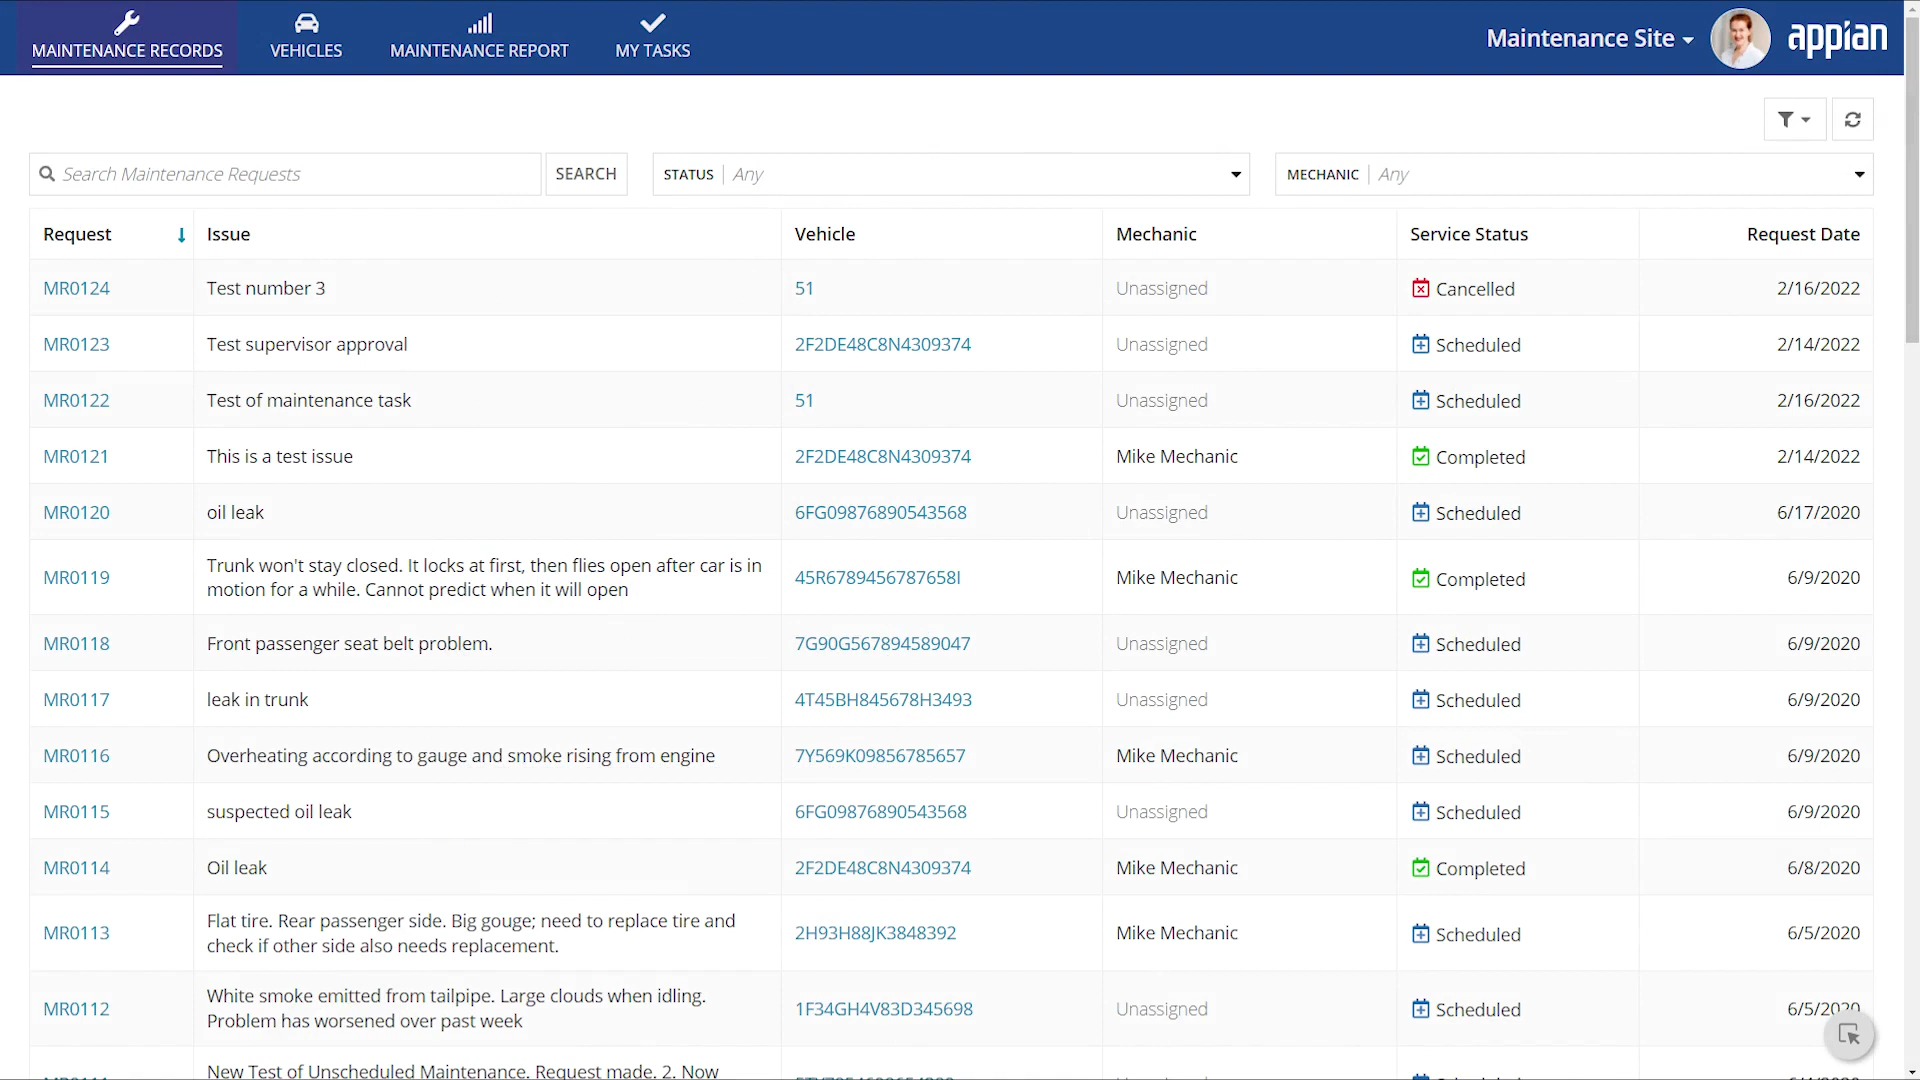 MAINTENANCE RECORDS
VEHICLES
MAINTENANCE REPORT
MY TASKS
Maintenance Site
appian
Search Maintenance Requests
SEARCH
STATUS Any
MECHANIC Any
Request Issue Vehicle Mechanic Service Status Request Date
MR0124 Test number 3 51 Unassigned Cancelled 2/16/2022
MR0123 Test supervisor approval 2F2DE48C8N4309374 Unassigned Scheduled 2/14/2022
MR0122 Test of maintenance task 51 Unassigned Scheduled 2/16/2022
MR0121 This is a test issue 2F2DE48C8N4309374 Mike Mechanic Completed 2/14/2022
MR0120 oil leak 6FG09876890543568 Unassigned Scheduled 6/17/2020
MR0119 Trunk won't stay closed. It locks at first, then flies open after car is in
motion for a while. Cannot predict when it will open 45R6789456787658I Mike Mechanic Completed 6/9/2020
MR0118 Front passenger seat belt problem. 7G90G567894589047 Unassigned Scheduled 6/9/2020
MR0117 leak in trunk 4T45BH845678H3493 Unassigned Scheduled 6/9/2020
MR0116 Overheating according to gauge and smoke rising from engine 7Y569K09856785657 Mike Mechanic Scheduled 6/9/2020
MR0115 suspected oil leak 6FG09876890543568 Unassigned Scheduled 6/9/2020
MR0114 Oil leak 2F2DE48C8N4309374 Mike Mechanic Completed 6/8/2020
MR0113 Flat tire. Rear passenger side. Big gouge; need to replace tire and
check if other side also needs replacement. 2H93H88JK3848392 Mike Mechanic Scheduled 6/5/2020
MR0112 White smoke emitted from tailpipe. Large clouds when idling.
Problem has worsened over past week 1F34GH4V83D345698 Unassigned Scheduled 6/5/2020
New Test of Unscheduled Maintenance. Request made. 2. Now